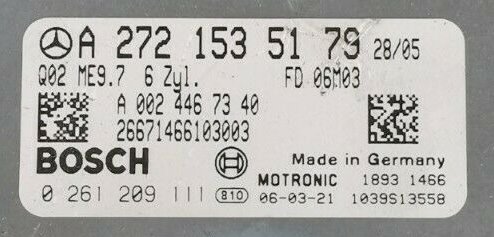 A 272 153 51 79 28/05
Q02 ME9.7 6 Zyl. FD 06M03
A 002 446 73 40
26671466103003
BOSCH
Made in Germany
MOTRONIC 1893 1466
0 261 209 111 810 06-03-21 1039S13558